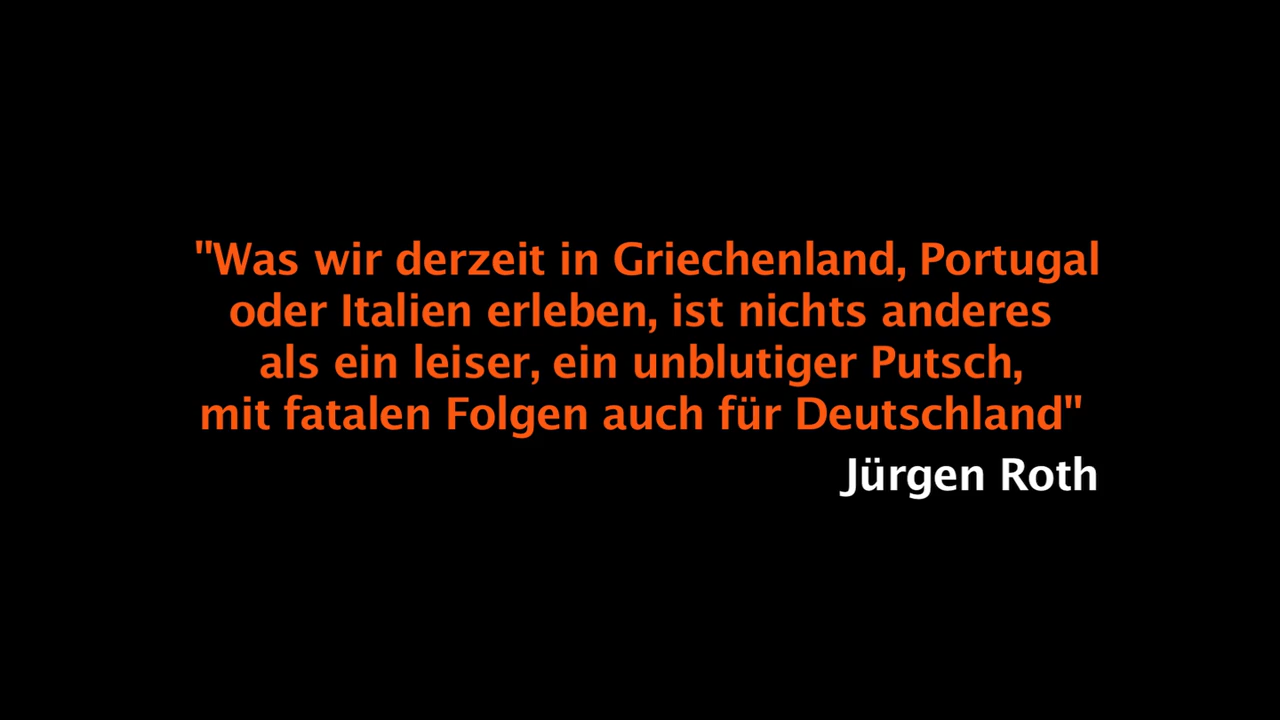 "Was wir derzeit in Griechenland, Portugal
oder Italien erleben, ist nichts anderes
als ein leiser, ein unblutiger Putsch,
mit fatalen Folgen auch für Deutschland"
Jürgen Roth